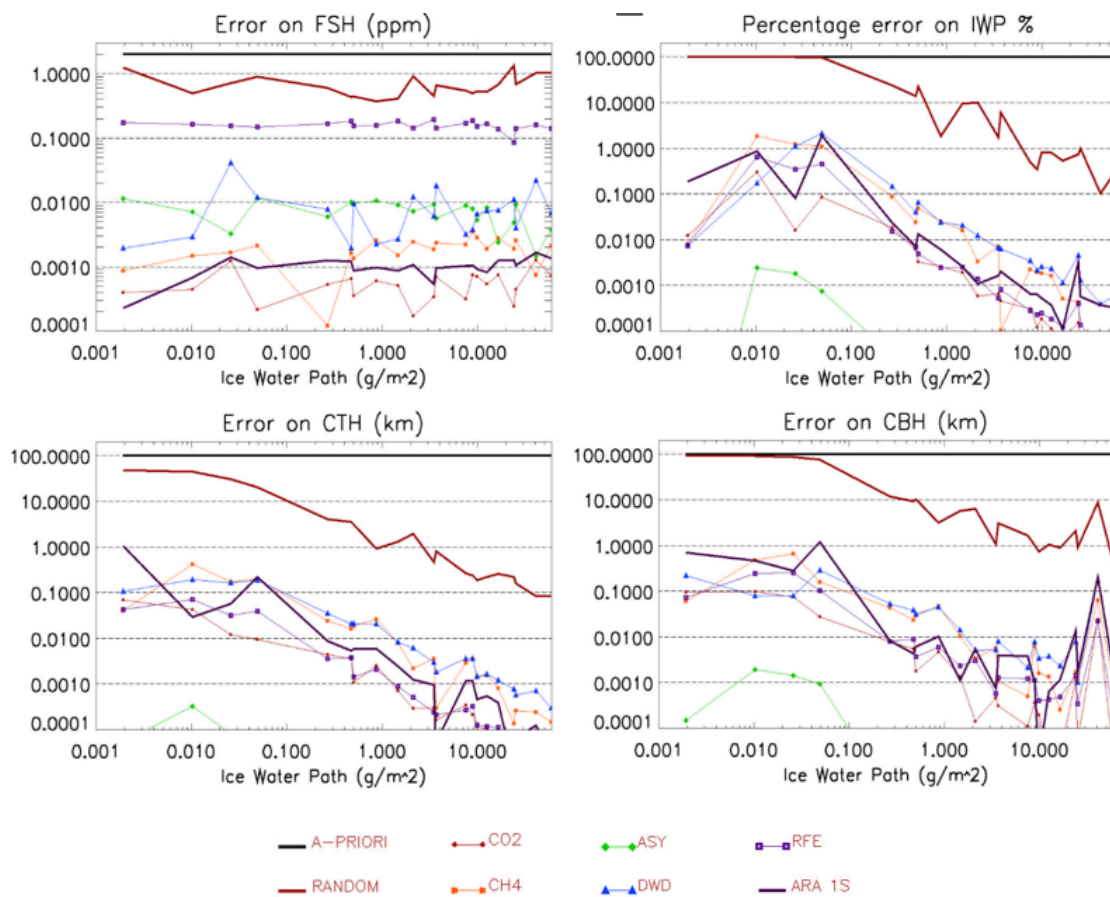 Error on FSH (ppm)
1.0000
0.1000
0.0100
0.0010
0.0001
0.001 0.010 0.100 1.000 10.000
Ice Water Path (g/m^2)
Percentage error on IWP %
100.0000
10.0000
1.0000
0.1000
0.0100
0.0010
0.0001
0.001 0.010 0.100 1.000 10.000
Ice Water Path (g/m^2)
Error on CTH (km)
100.0000
10.0000
1.0000
0.1000
0.0100
0.0010
0.0001
0.001 0.010 0.100 1.000 10.000
Ice Water Path (g/m^2)
Error on CBH (km)
100.0000
10.0000
1.0000
0.1000
0.0100
0.0010
0.0001
0.001 0.010 0.100 1.000 10.000
Ice Water Path (g/m^2)
A-PRIORI CO2 ASY RFE
RANDOM CH4 DWD ARA 1S